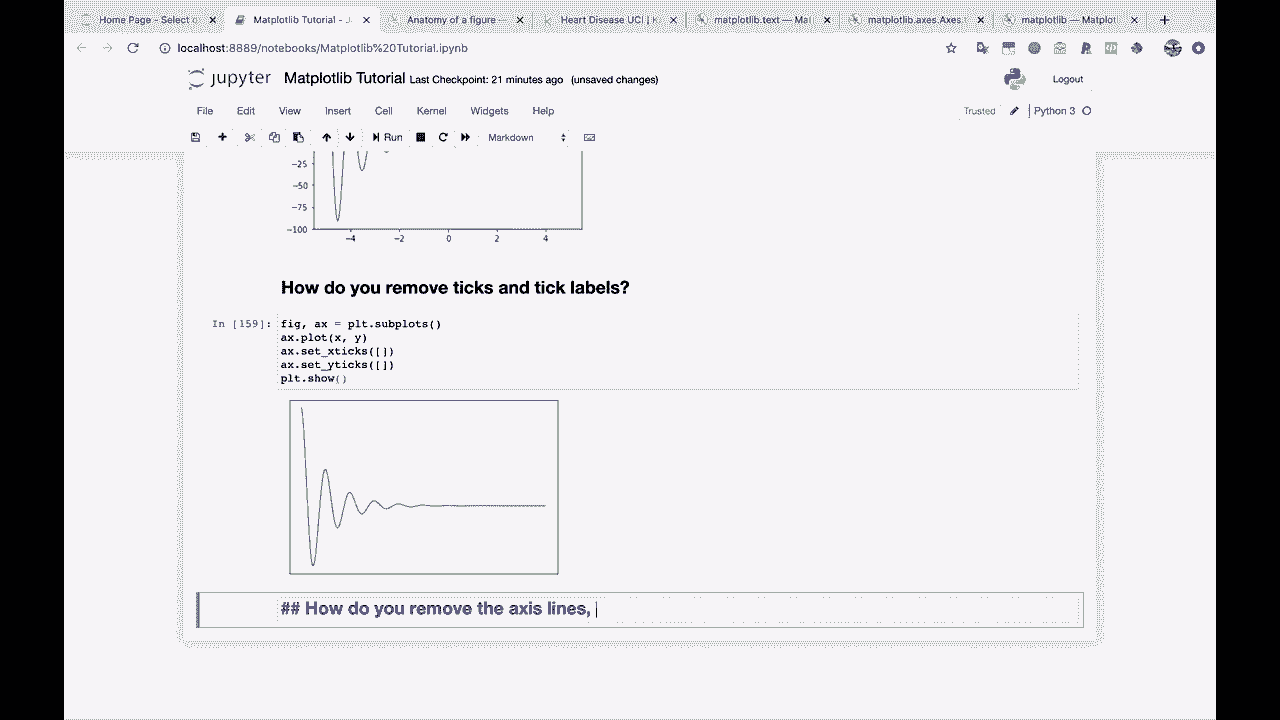 Home Page - Select
Matplotlib Tutorial - J
Anatomy of a figure —
Heart Disease UCI |
matplotlib.text — Ma
matplotlib.axes.Axes
matplotlib — Matplot
localhost:8889/notebooks/Matplotlib%20Tutorial.ipynb
jupyter Matplotlib Tutorial Last Checkpoint: 21 minutes ago (unsaved changes)
Logout
File Edit View Insert Cell Kernel Widgets Help
Trusted Python 3
Run Markdown
−25
−50
−75
−100
−4 −2 0 2 4
How do you remove ticks and tick labels?
In [159]: fig, ax = plt.subplots()
ax.plot(x, y)
ax.set_xticks([])
ax.set_yticks([])
plt.show()
## How do you remove the axis lines,